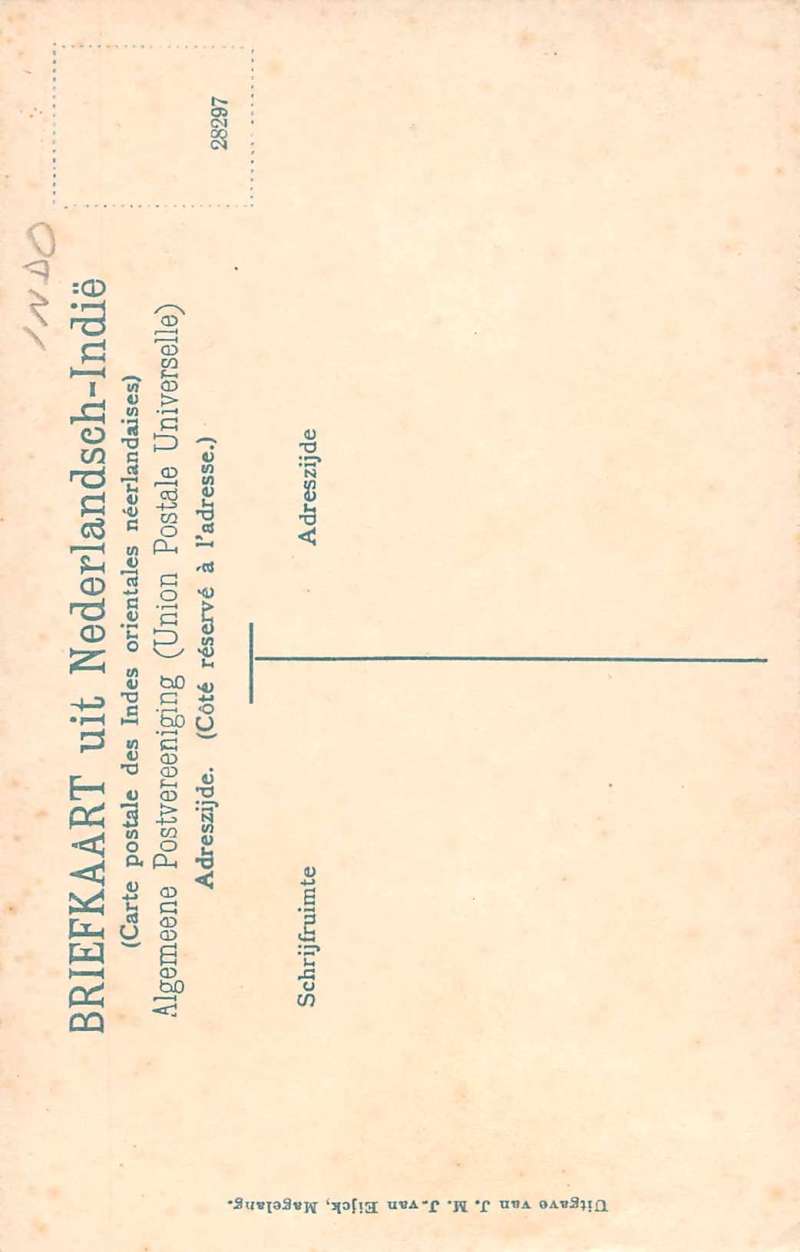 INDO
BRIEFKAART uit Nederlandsch-Indië
(Carte postale des Indes orientales néerlandaises)
Algemeene Postvereeniging (Union Postale Universelle)
Adreszijde. (Côté réservé à l'adresse.)
28297
Schrijfruimte
Adreszijde
Uitgave van J. M. J. van Eijck, Magelang.